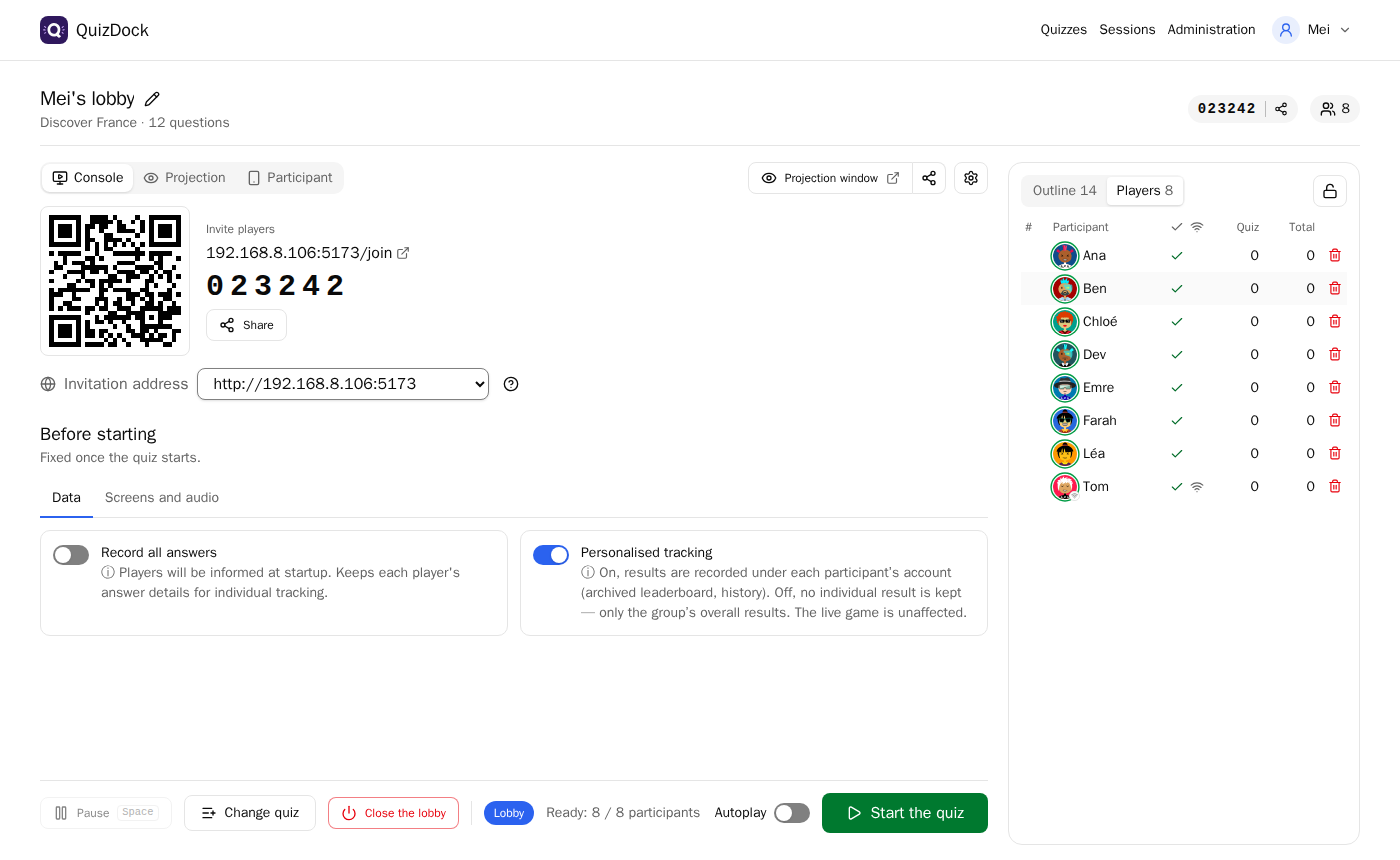 QuizDock
Quizzes Sessions Administration Mei
Mei's lobby
Discover France · 12 questions
023242 8
Console Projection Participant
Projection window
Outline 14 Players 8
Invite players
192.168.8.106:5173/join
023242
Share
Invitation address http://192.168.8.106:5173
Before starting
Fixed once the quiz starts.
Data Screens and audio
Record all answers
ⓘ Players will be informed at startup. Keeps each player's
answer details for individual tracking.
Personalised tracking
ⓘ On, results are recorded under each participant's account
(archived leaderboard, history). Off, no individual result is kept
— only the group's overall results. The live game is unaffected.
# Participant Quiz Total
Ana 0 0
Ben 0 0
Chloé 0 0
Dev 0 0
Emre 0 0
Farah 0 0
Léa 0 0
Tom 0 0
Pause Space Change quiz Close the lobby Lobby Ready: 8 / 8 participants Autoplay Start the quiz